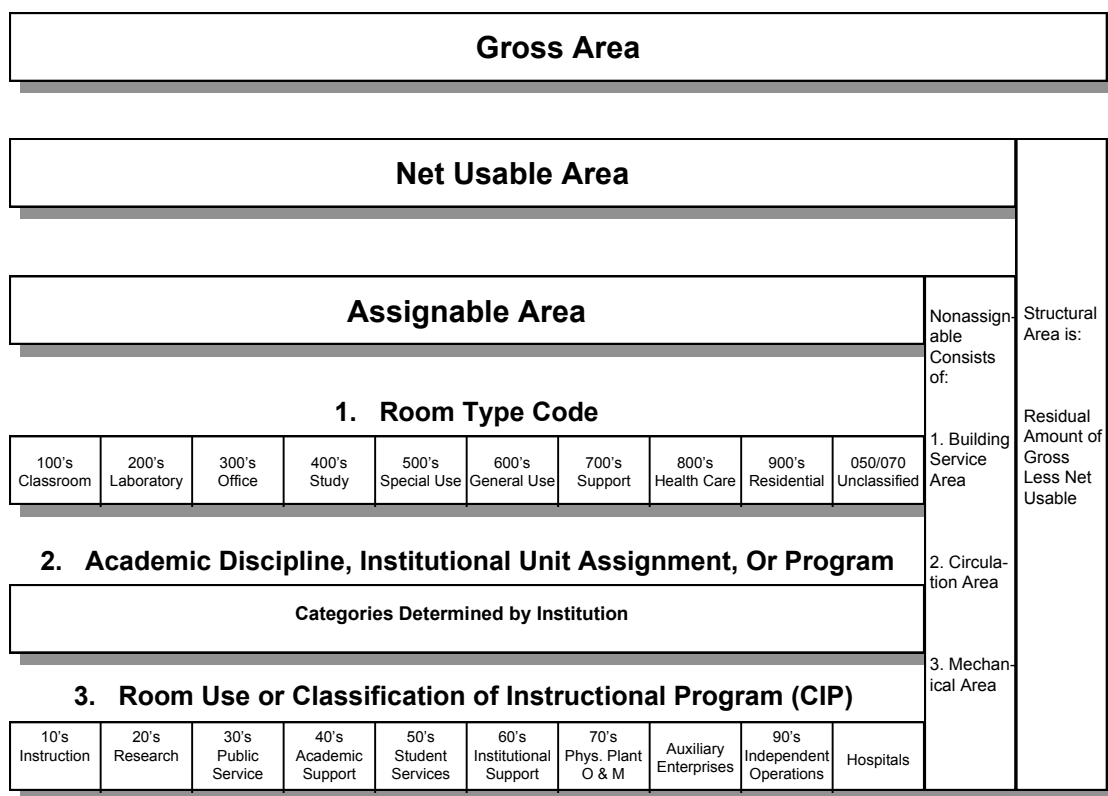 Gross Area
Net Usable Area
Assignable Area
1. Room Type Code
100’s
Classroom
200’s
Laboratory
300’s
Office
400’s
Study
500’s
Special Use
600’s
General Use
700’s
Support
800’s
Health Care
900’s
Residential
050/070
Unclassified
2. Academic Discipline, Institutional Unit Assignment, Or Program
Categories Determined by Institution
3. Room Use or Classification of Instructional Program (CIP)
10’s
Instruction
20’s
Research
30’s
Public
Service
40’s
Academic
Support
50’s
Student
Services
60’s
Institutional
Support
70’s
Phys. Plant
O & M
Auxiliary
Enterprises
90’s
Independent
Operations
Hospitals
Nonassign-
able
Consists
of:
1. Building
Service
Area
2. Circula-
tion Area
3. Mechan-
ical Area
Structural
Area is:
Residual
Amount of
Gross
Less Net
Usable